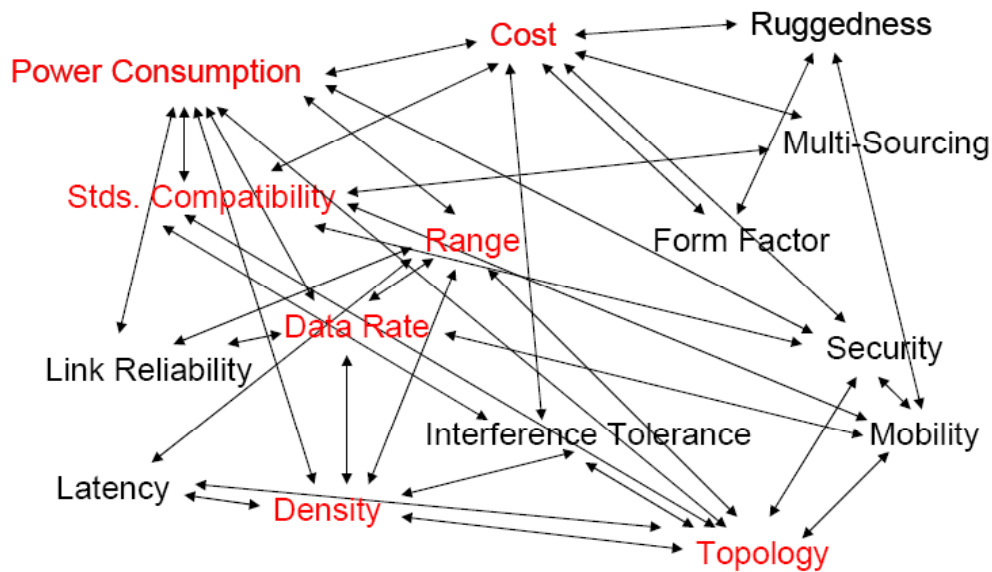 Ruggedness
Cost
Power Consumption
Multi-Sourcing
Stds. Compatibility
Range
Form Factor
Data Rate
Security
Link Reliability
Interference Tolerance
Mobility
Latency
Density
Topology